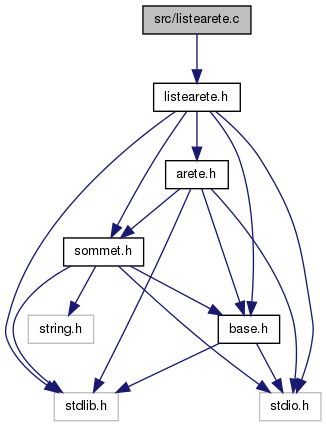 src/listearete.c
listearete.h
arete.h
sommet.h
string.h
base.h
stdlib.h
stdio.h